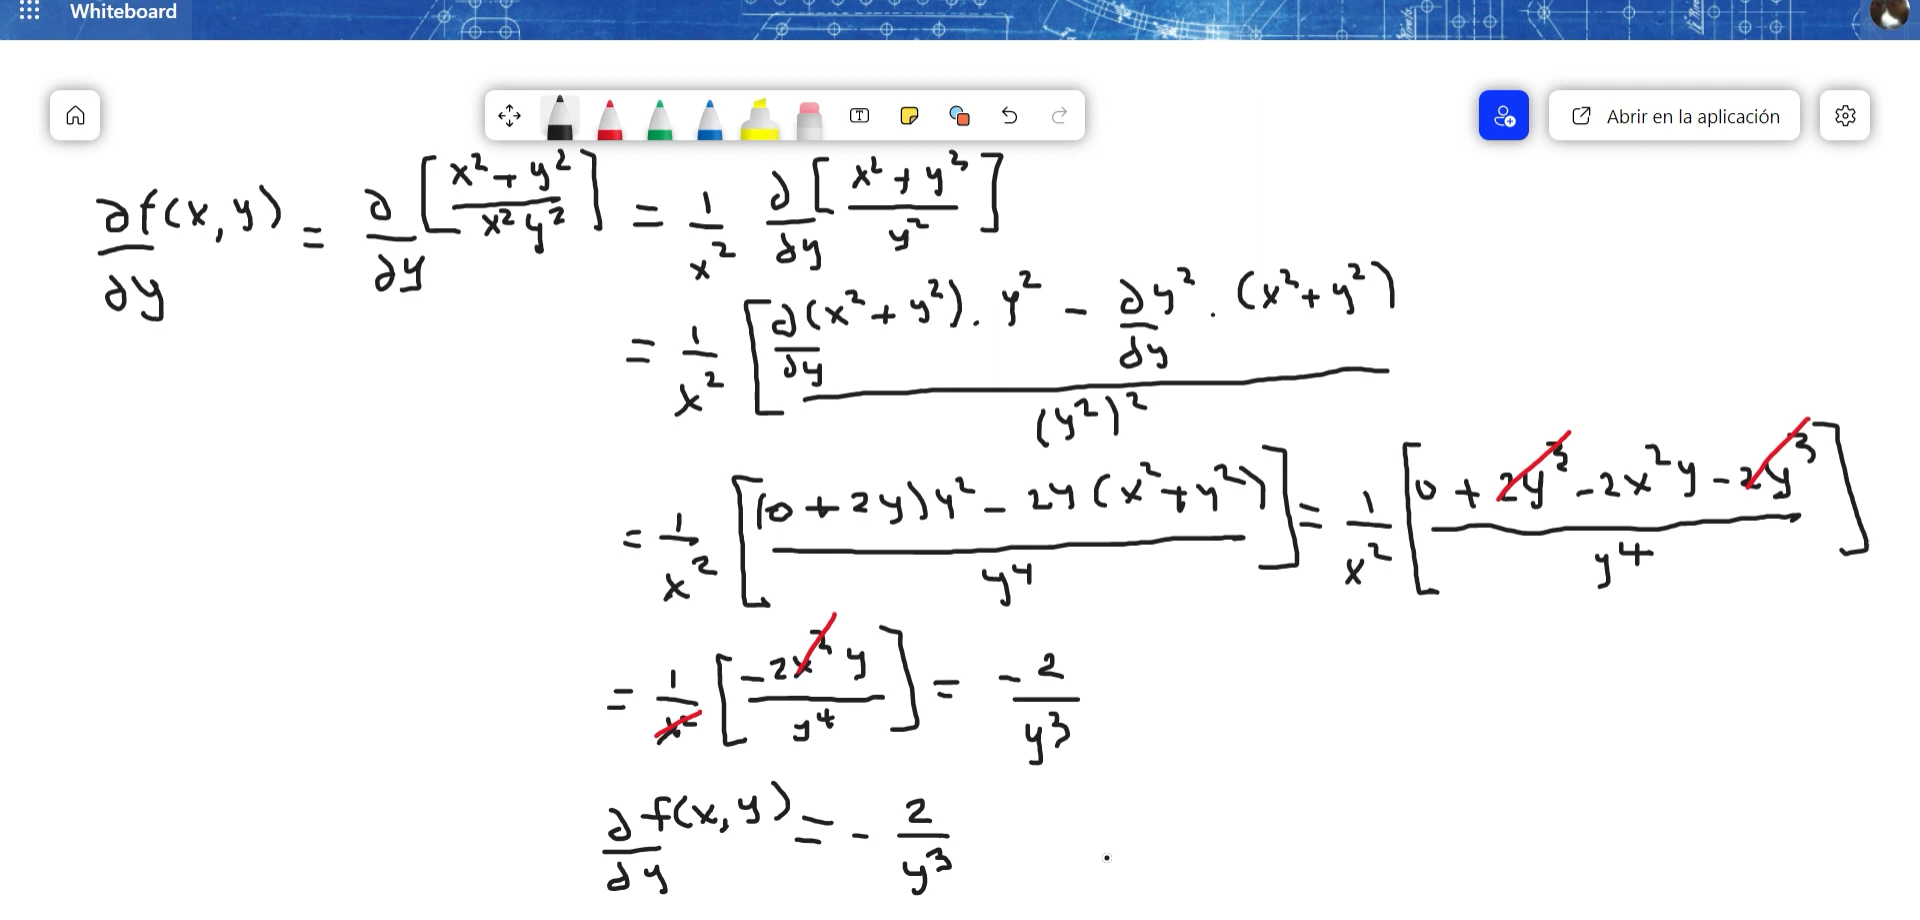 Whiteboard
Abrir en la aplicación
∂f(x,y)/∂y = ∂/∂y [x²+y²/x²y²] = 1/x² ∂/∂y [x²+y²/y²]
= 1/x² [∂(x²+y²)/∂y . y² - ∂y²/∂y . (x²+y²) / (y²)²
= 1/x² [(0+2y)y² - 2y(x²+y²) / y⁴] = 1/x² [0 + 2y³ - 2x²y - 2y³ / y⁴]
= 1/x² [-2x²y / y⁴] = - 2/y³
∂f(x,y)/∂y = - 2/y³